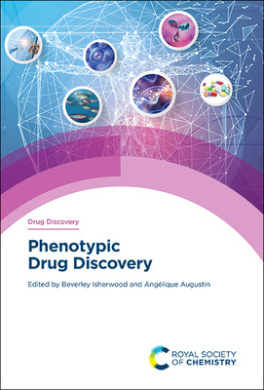 Drug Discovery
Phenotypic
Drug Discovery
Edited by Beverley Isherwood and Angélique Augustin
ROYAL SOCIETY
OF CHEMISTRY